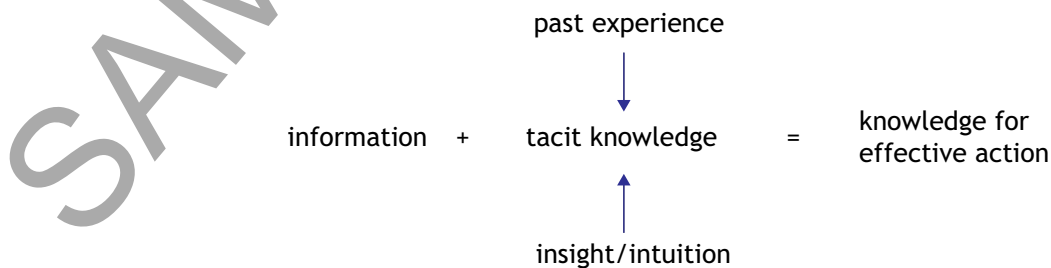 past experience
information + tacit knowledge = knowledge for
effective action
insight/intuition